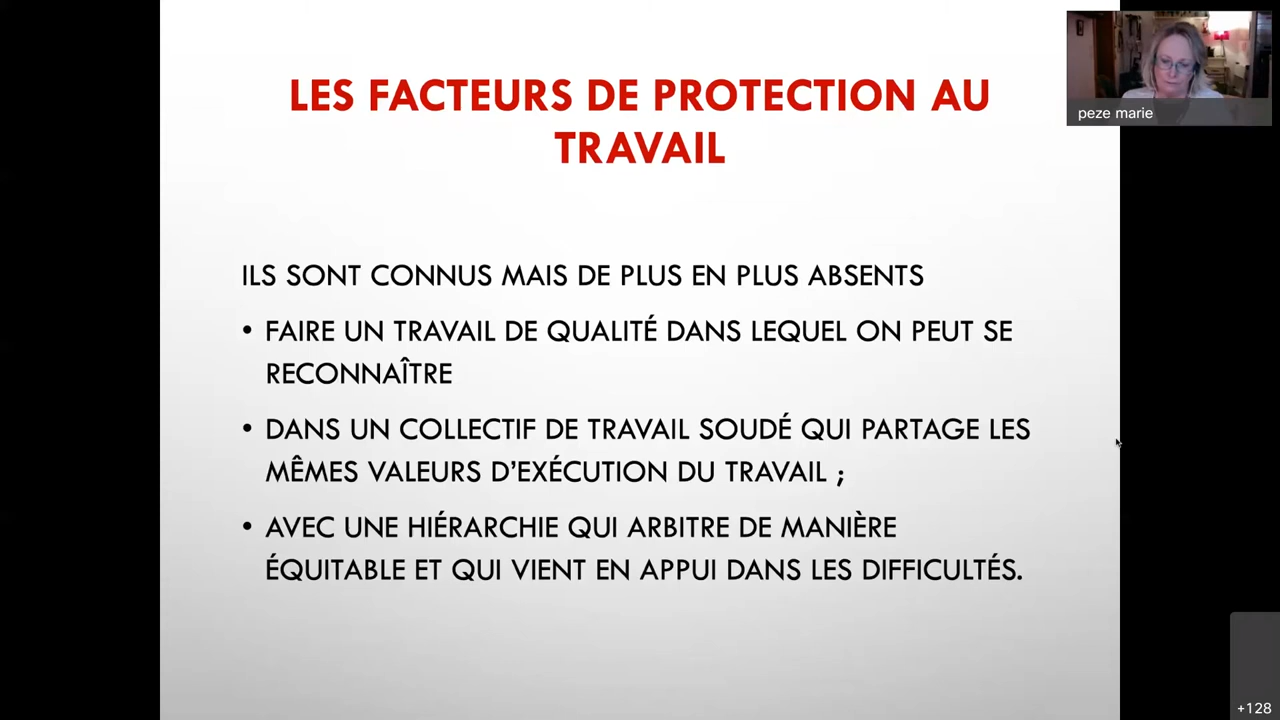 LES FACTEURS DE PROTECTION AU
TRAVAIL
peze marie
ILS SONT CONNUS MAIS DE PLUS EN PLUS ABSENTS
• FAIRE UN TRAVAIL DE QUALITÉ DANS LEQUEL ON PEUT SE
RECONNAÎTRE
• DANS UN COLLECTIF DE TRAVAIL SOUDÉ QUI PARTAGE LES
MÊMES VALEURS D’EXÉCUTION DU TRAVAIL ;
• AVEC UNE HIÉRARCHIE QUI ARBITRE DE MANIÈRE
ÉQUITABLE ET QUI VIENT EN APPUI DANS LES DIFFICULTÉS.
+128